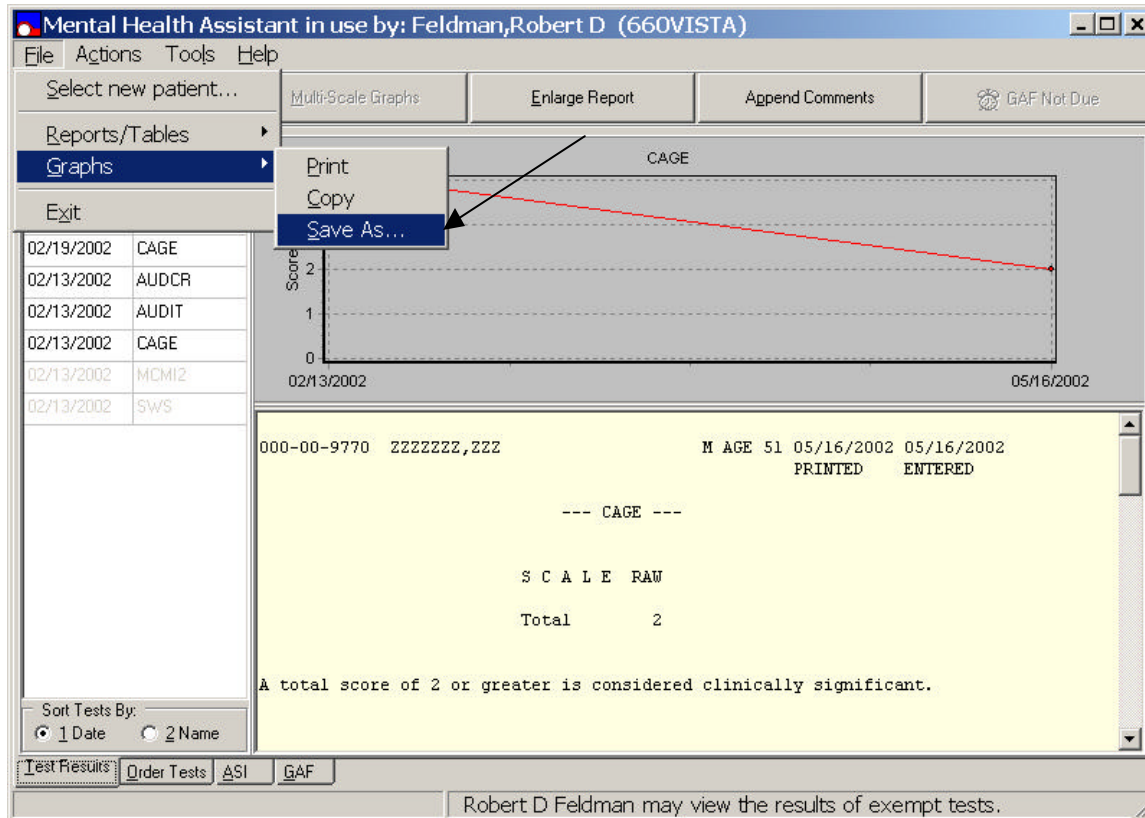 Mental Health Assistant in use by: Feldman,Robert D (660VISTA)
File Actions Tools Help
Select new patient...
Reports/Tables
Graphs
Exit
Print
Copy
Save As...
Multi-Scale Graphs
Enlarge Report
Append Comments
GAF Not Due
CAGE
Score
2
1
0
02/13/2002 05/16/2002
02/19/2002 CAGE
02/13/2002 AUDCR
02/13/2002 AUDIT
02/13/2002 CAGE
02/13/2002 MCMI2
02/13/2002 SWS
000-00-9770 ZZZZZZZ,ZZZ M AGE 51 05/16/2002 05/16/2002
PRINTED ENTERED
--- CAGE ---
S C A L E RAW
Total 2
A total score of 2 or greater is considered clinically significant.
Sort Tests By:
1 Date 2 Name
Test Results Order Tests ASI GAF
Robert D Feldman may view the results of exempt tests.